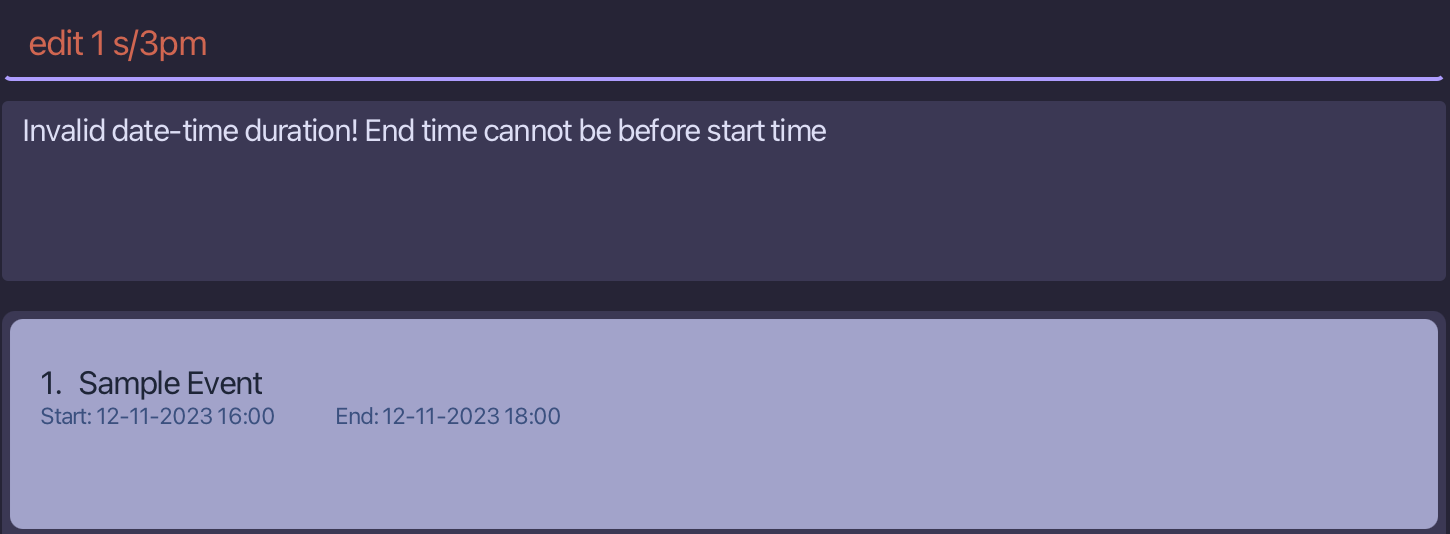 edit 1 s/3pm
Invalid date-time duration! End time cannot be before start time
1. Sample Event
Start: 12-11-2023 16:00 End: 12-11-2023 18:00